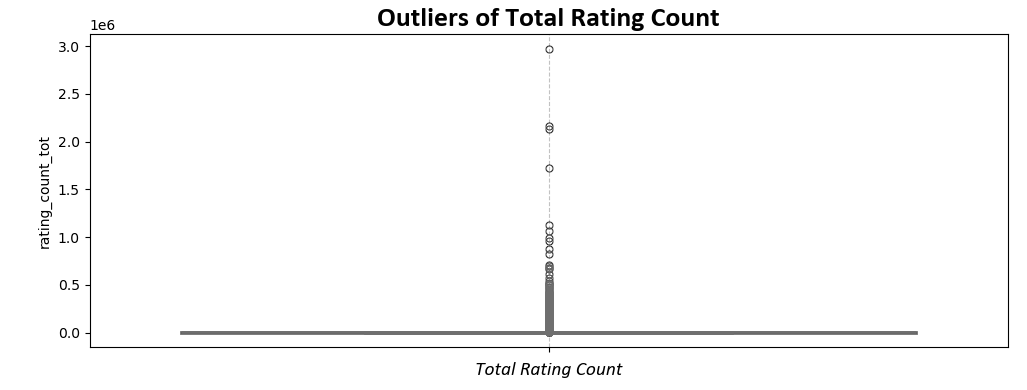 Outliers of Total Rating Count
1e6
3.0
2.5
2.0
1.5
1.0
0.5
0.0
rating_count_tot
Total Rating Count